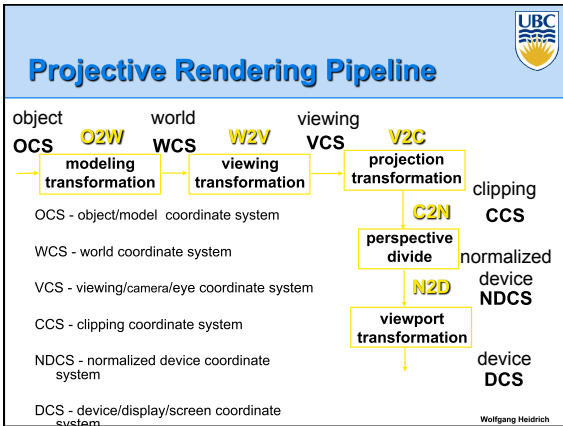 UBC
Projective Rendering Pipeline
object world viewing
OCS O2W WCS W2V VCS V2C
modeling transformation
viewing transformation
projection transformation
clipping
CCS
C2N
perspective divide
normalized device
NDCS
N2D
viewport transformation
device
DCS
OCS - object/model coordinate system
WCS - world coordinate system
VCS - viewing/camera/eye coordinate system
CCS - clipping coordinate system
NDCS - normalized device coordinate
system
DCS - device/display/screen coordinate
system
Wolfgang Heidrich